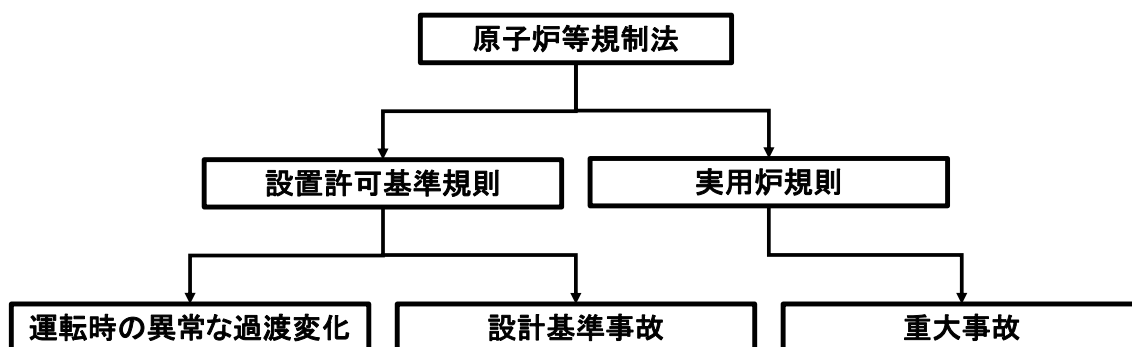 原子炉等規制法
設置許可基準規則
実用炉規則
運転時の異常な過渡変化
設計基準事故
重大事故